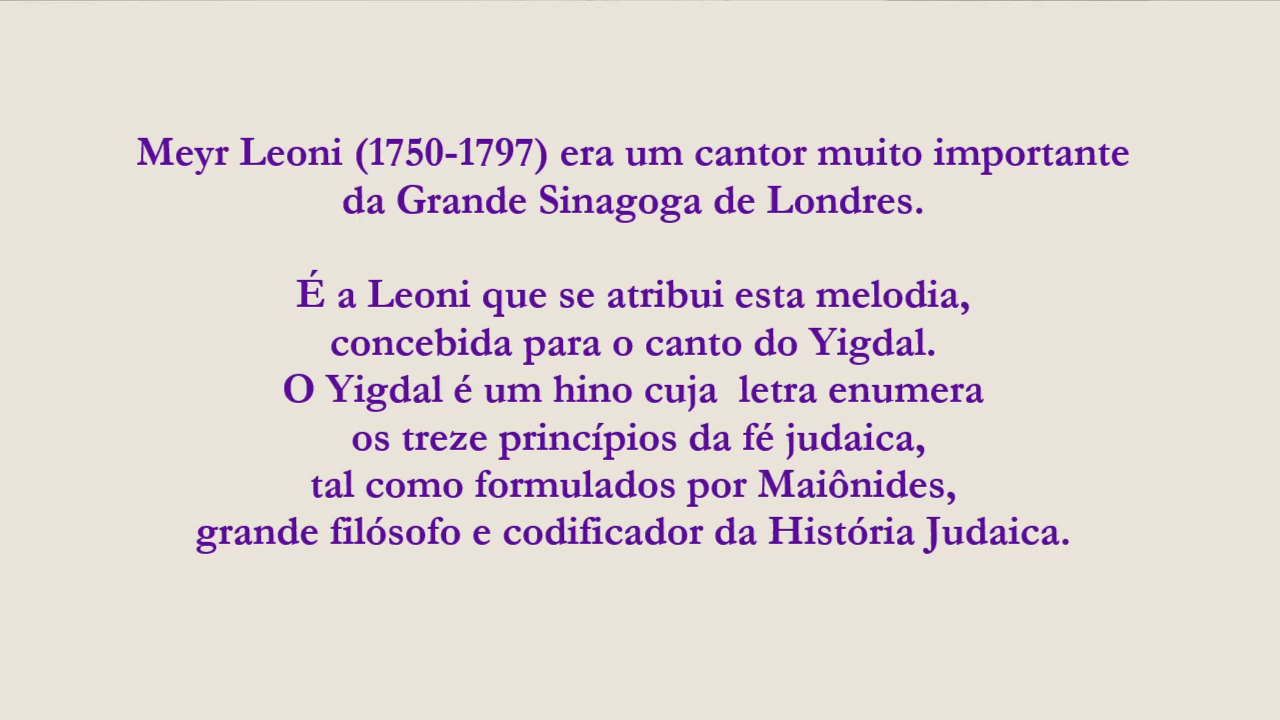 Meyr Leoni (1750-1797) era um cantor muito importante
da Grande Sinagoga de Londres.
É a Leoni que se atribui esta melodia,
concebida para o canto do Yigdal.
O Yigdal é um hino cuja letra enumera
os treze princípios da fé judaica,
tal como formulados por Maiônides,
grande filósofo e codificador da História Judaica.